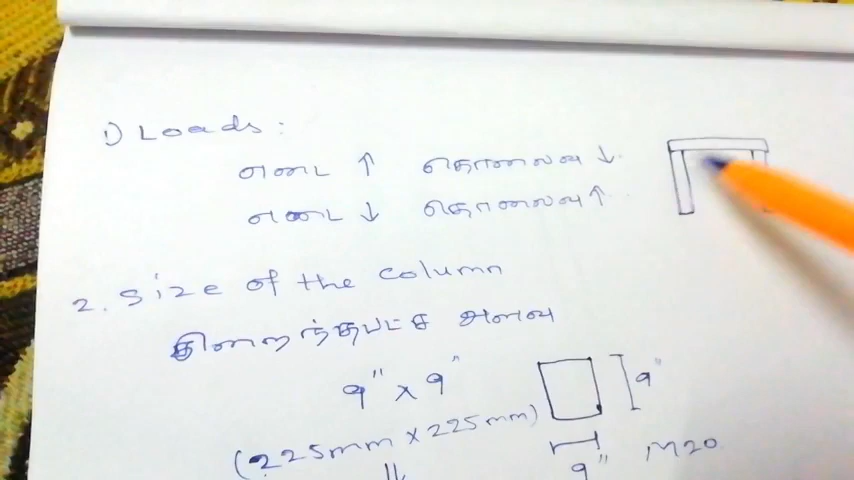 1) Loads:
எடை ↑ தொலைவு ↓
எடை ↓ தொலைவு ↑
2. Size of the column
குறைந்தபட்ச அளவு
9" x 9"
9"
(225mm x 225mm)
9" M20